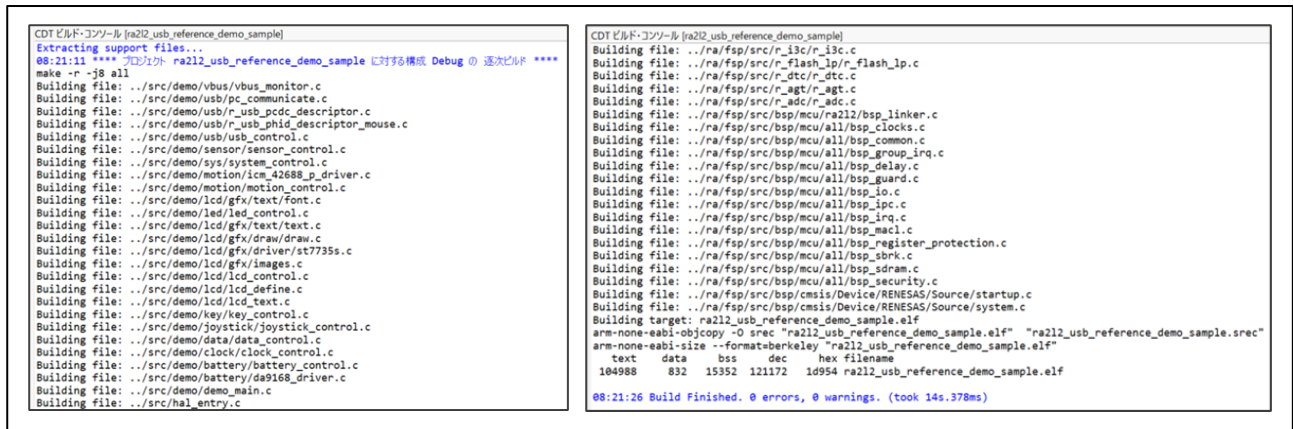 CDT ビルド・コンソール [ra2l2_usb_reference_demo_sample]
Extracting support files...
08:21:11 **** プロジェクト ra2l2_usb_reference_demo_sample に対する構成 Debug の 逐次ビルド ****
make -r -j8 all
Building file: ../src/demo/vbus/vbus_monitor.c
Building file: ../src/demo/usb/pc_communicate.c
Building file: ../src/demo/usb/r_usb_pcdc_descriptor.c
Building file: ../src/demo/usb/r_usb_phid_descriptor_mouse.c
Building file: ../src/demo/usb/usb_control.c
Building file: ../src/demo/sensor/sensor_control.c
Building file: ../src/demo/sys/system_control.c
Building file: ../src/demo/motion/icm_42688_p_driver.c
Building file: ../src/demo/motion/motion_control.c
Building file: ../src/demo/lcd/gfx/text/font.c
Building file: ../src/demo/led/led_control.c
Building file: ../src/demo/lcd/gfx/text/text.c
Building file: ../src/demo/lcd/gfx/draw/draw.c
Building file: ../src/demo/lcd/gfx/driver/st7735s.c
Building file: ../src/demo/lcd/gfx/images.c
Building file: ../src/demo/lcd/lcd_control.c
Building file: ../src/demo/lcd/lcd_define.c
Building file: ../src/demo/lcd/lcd_text.c
Building file: ../src/demo/key/key_control.c
Building file: ../src/demo/joystick/joystick_control.c
Building file: ../src/demo/data/data_control.c
Building file: ../src/demo/clock/clock_control.c
Building file: ../src/demo/battery/battery_control.c
Building file: ../src/demo/battery/da9168_driver.c
Building file: ../src/demo/demo_main.c
Building file: ../src/hal_entry.c
CDT ビルド・コンソール [ra2l2_usb_reference_demo_sample]
Building file: ../ra/fsp/src/r_i3c/r_i3c.c
Building file: ../ra/fsp/src/r_flash_lp/r_flash_lp.c
Building file: ../ra/fsp/src/r_dtc/r_dtc.c
Building file: ../ra/fsp/src/r_agt/r_agt.c
Building file: ../ra/fsp/src/r_adc/r_adc.c
Building file: ../ra/fsp/src/bsp/mcu/ra2l2/bsp_linker.c
Building file: ../ra/fsp/src/bsp/mcu/all/bsp_clocks.c
Building file: ../ra/fsp/src/bsp/mcu/all/bsp_common.c
Building file: ../ra/fsp/src/bsp/mcu/all/bsp_group_irq.c
Building file: ../ra/fsp/src/bsp/mcu/all/bsp_delay.c
Building file: ../ra/fsp/src/bsp/mcu/all/bsp_guard.c
Building file: ../ra/fsp/src/bsp/mcu/all/bsp_io.c
Building file: ../ra/fsp/src/bsp/mcu/all/bsp_ipc.c
Building file: ../ra/fsp/src/bsp/mcu/all/bsp_irq.c
Building file: ../ra/fsp/src/bsp/mcu/all/bsp_macl.c
Building file: ../ra/fsp/src/bsp/mcu/all/bsp_register_protection.c
Building file: ../ra/fsp/src/bsp/mcu/all/bsp_sbrk.c
Building file: ../ra/fsp/src/bsp/mcu/all/bsp_sdram.c
Building file: ../ra/fsp/src/bsp/mcu/all/bsp_security.c
Building file: ../ra/fsp/src/bsp/cmsis/Device/RENESAS/Source/startup.c
Building file: ../ra/fsp/src/bsp/cmsis/Device/RENESAS/Source/system.c
Building target: ra2l2_usb_reference_demo_sample.elf
arm-none-eabi-objcopy -O srec "ra2l2_usb_reference_demo_sample.elf" "ra2l2_usb_reference_demo_sample.srec"
arm-none-eabi-size --format=berkeley "ra2l2_usb_reference_demo_sample.elf"
text data bss dec hex filename
104988 832 15352 121172 1d954 ra2l2_usb_reference_demo_sample.elf
08:21:26 Build Finished. 0 errors, 0 warnings. (took 14s.378ms)